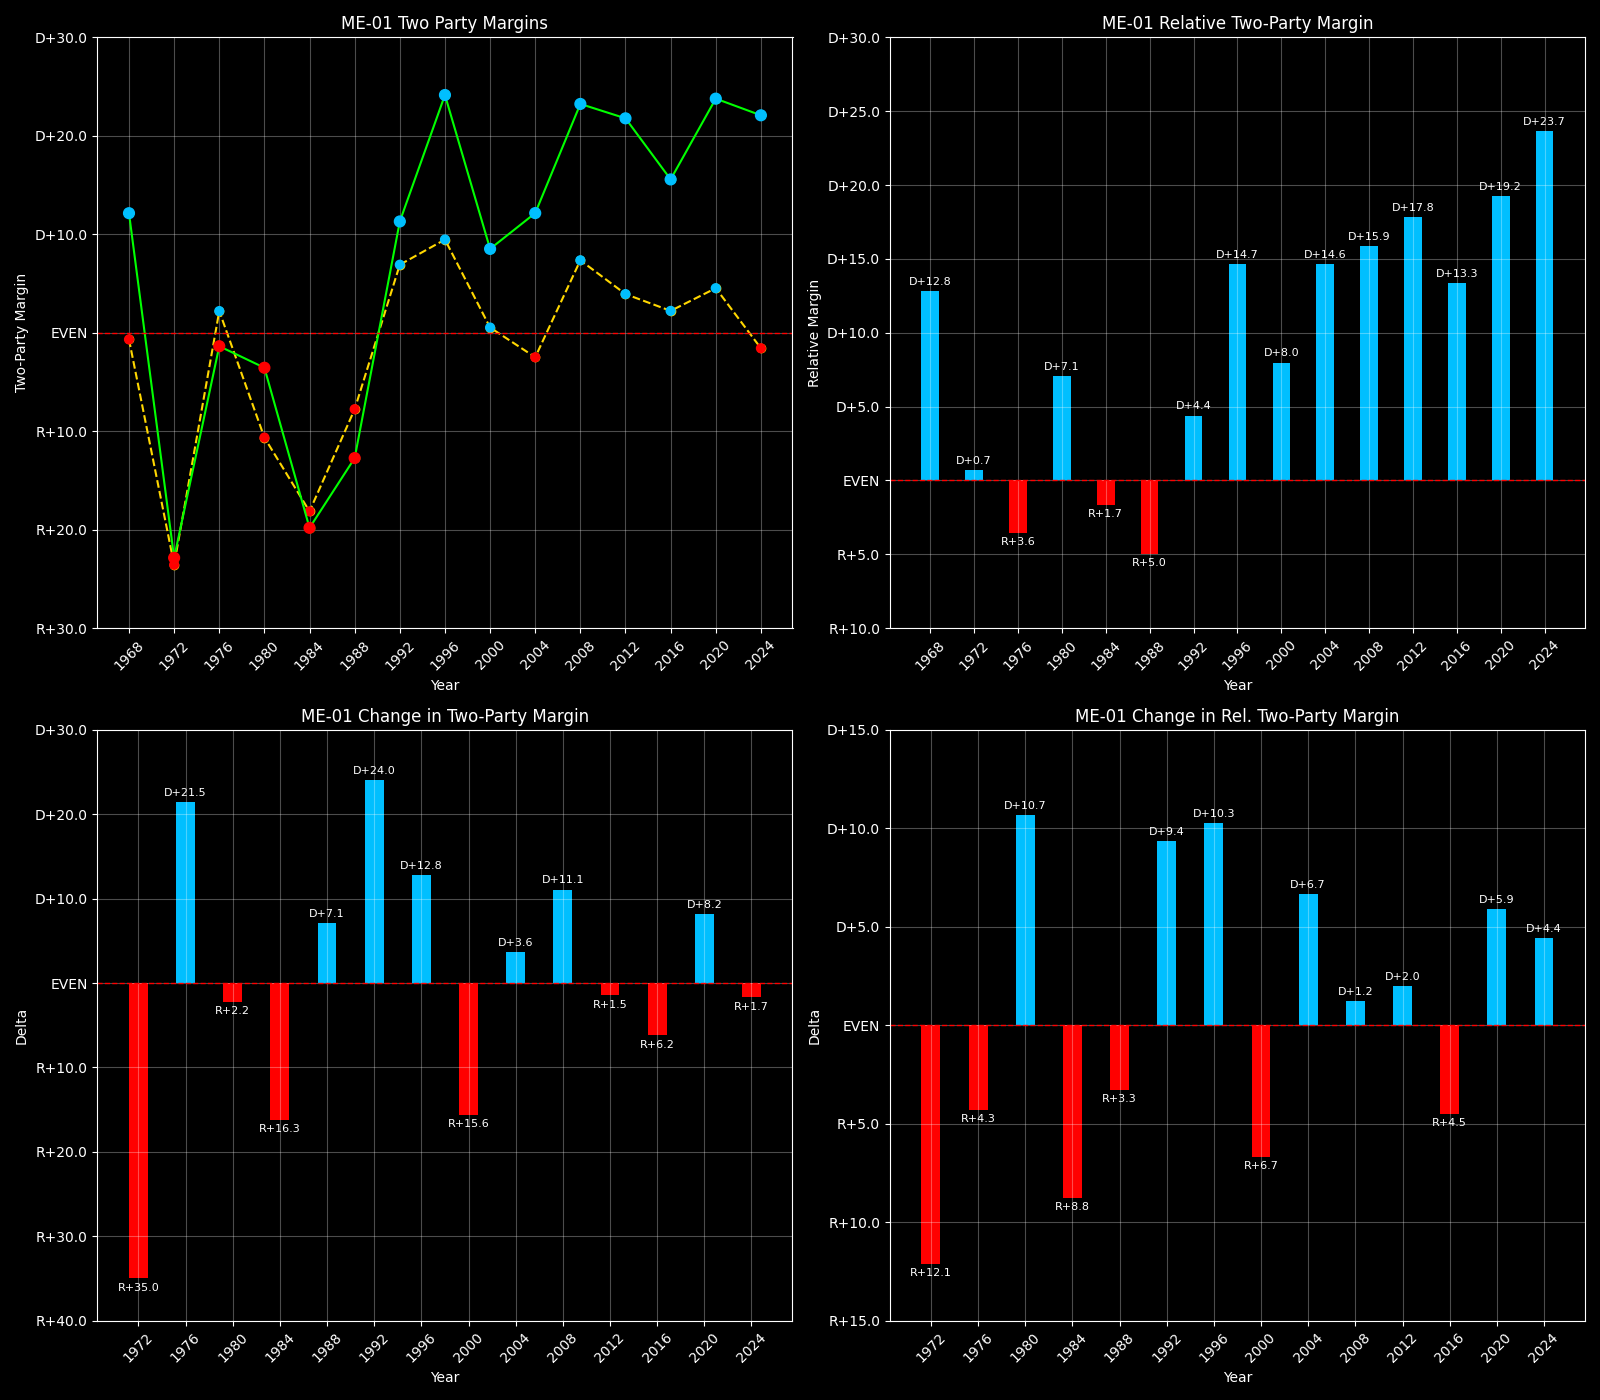 ME-01 Two Party Margins
D+30.0
D+20.0
D+10.0
EVEN
R+10.0
R+20.0
R+30.0
Two-Party Margin
1968 1972 1976 1980 1984 1988 1992 1996 2000 2004 2008 2012 2016 2020 2024
Year
ME-01 Relative Two-Party Margin
D+30.0
D+25.0
D+20.0
D+15.0
D+10.0
D+5.0
EVEN
R+5.0
R+10.0
Relative Margin
D+12.8
D+0.7
R+3.6
D+7.1
R+1.7
R+5.0
D+4.4
D+14.7
D+8.0
D+14.6
D+15.9
D+17.8
D+13.3
D+19.2
D+23.7
1968 1972 1976 1980 1984 1988 1992 1996 2000 2004 2008 2012 2016 2020 2024
Year
ME-01 Change in Two-Party Margin
D+30.0
D+20.0
D+10.0
EVEN
R+10.0
R+20.0
R+30.0
R+40.0
Delta
R+35.0
D+21.5
R+2.2
R+16.3
D+7.1
D+24.0
D+12.8
R+15.6
D+3.6
D+11.1
R+1.5
R+6.2
D+8.2
R+1.7
1972 1976 1980 1984 1988 1992 1996 2000 2004 2008 2012 2016 2020 2024
Year
ME-01 Change in Rel. Two-Party Margin
D+15.0
D+10.0
D+5.0
EVEN
R+5.0
R+10.0
R+15.0
Delta
R+12.1
R+4.3
D+10.7
R+8.8
R+3.3
D+9.4
D+10.3
R+6.7
D+6.7
D+1.2
D+2.0
R+4.5
D+5.9
D+4.4
1972 1976 1980 1984 1988 1992 1996 2000 2004 2008 2012 2016 2020 2024
Year